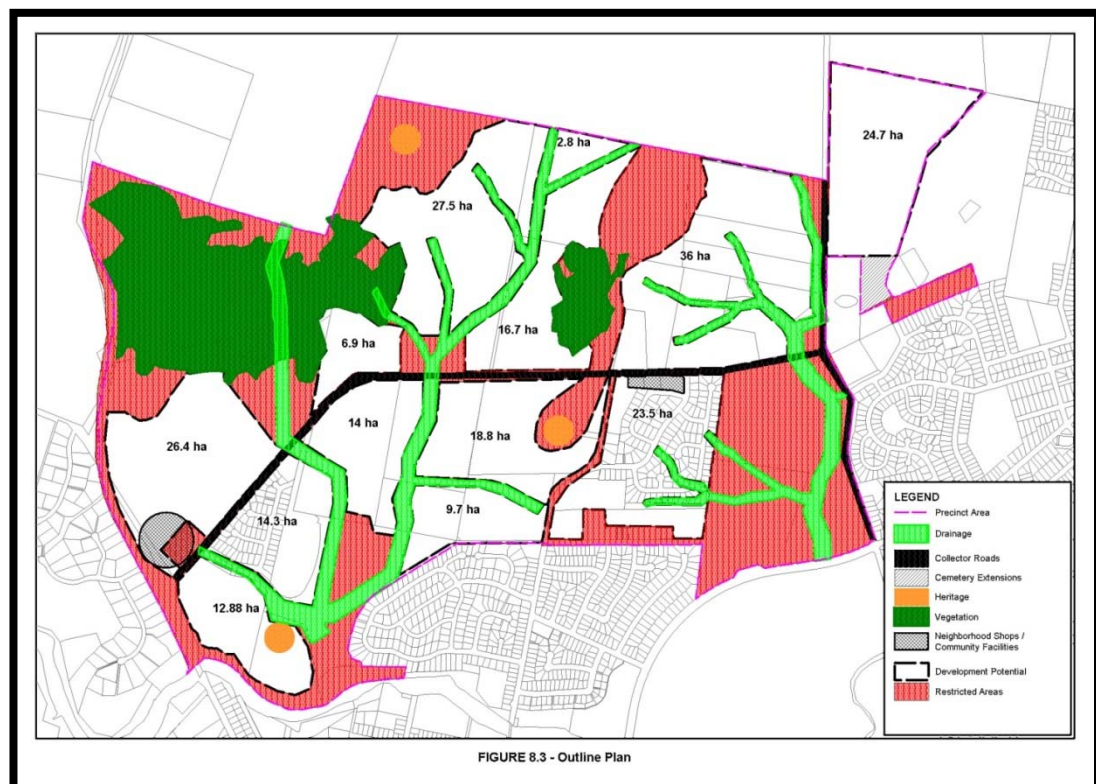 24.7 ha
2.8 ha
27.5 ha
36 ha
16.7 ha
6.9 ha
23.5 ha
14 ha
18.8 ha
26.4 ha
9.7 ha
14.3 ha
12.88 ha
LEGEND
Precinct Area
Drainage
Collector Roads
Cemetery Extensions
Heritage
Vegetation
Neighborhood Shops /
Community Facilities
Development Potential
Restricted Areas
FIGURE 8.3 - Outline Plan